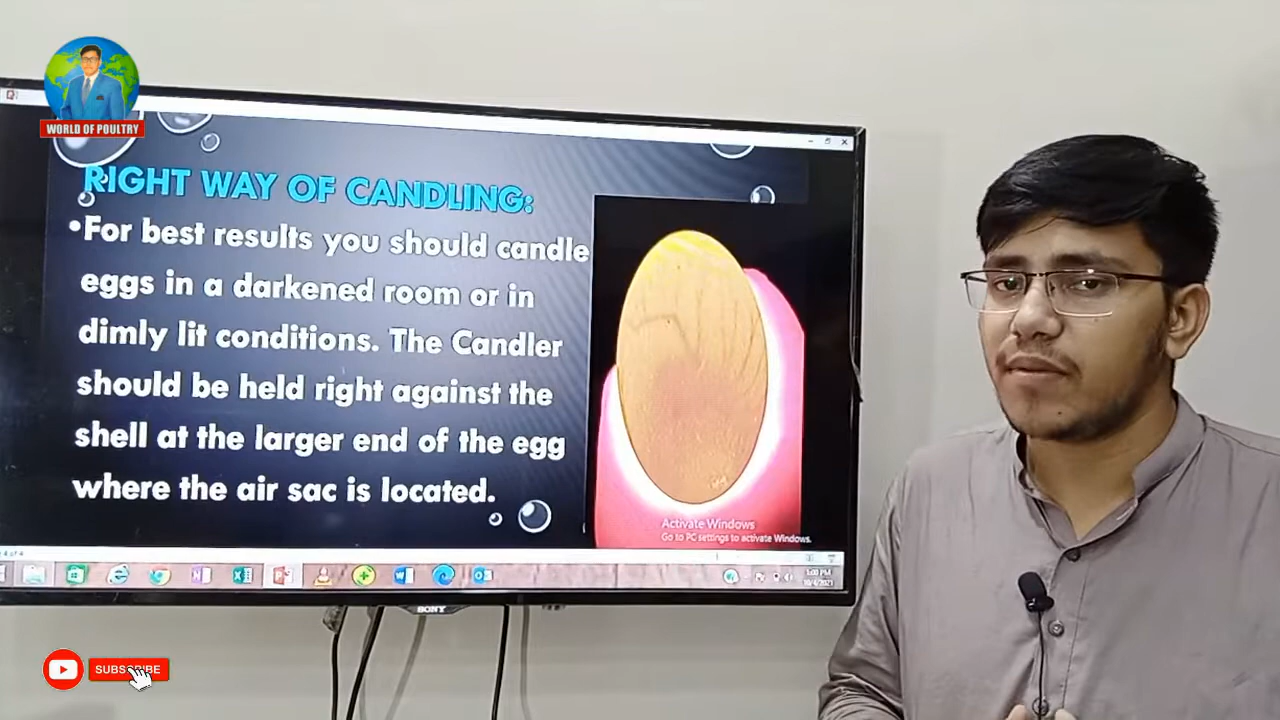 WORLD OF POULTRY
RIGHT WAY OF CANDLING:
•For best results you should candle
eggs in a darkened room or in
dimly lit conditions. The Candler
should be held right against the
shell at the larger end of the egg
where the air sac is located.
Activate Windows
Go to PC settings to activate Windows.
SONY
SUBSCRIBE